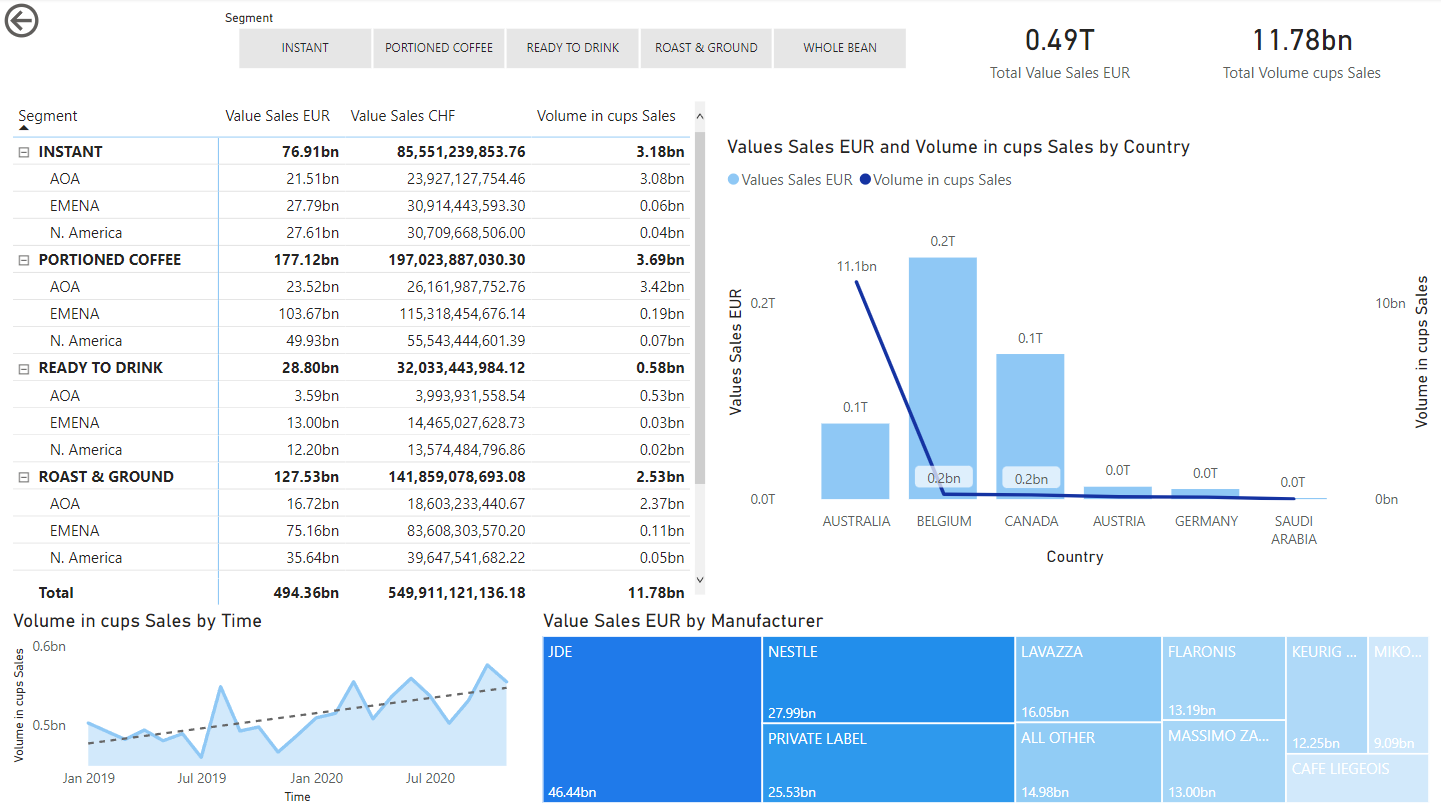 Segment
INSTANT
PORTIONED COFFEE
READY TO DRINK
ROAST & GROUND
WHOLE BEAN
0.49T
Total Value Sales EUR
11.78bn
Total Volume cups Sales
Segment Value Sales EUR Value Sales CHF Volume in cups Sales
INSTANT 76.91bn 85,551,239,853.76 3.18bn
AOA 21.51bn 23,927,127,754.46 3.08bn
EMENA 27.79bn 30,914,443,593.30 0.06bn
N. America 27.61bn 30,709,668,506.00 0.04bn
PORTIONED COFFEE 177.12bn 197,023,887,030.30 3.69bn
AOA 23.52bn 26,161,987,752.76 3.42bn
EMENA 103.67bn 115,318,454,676.14 0.19bn
N. America 49.93bn 55,543,444,601.39 0.07bn
READY TO DRINK 28.80bn 32,033,443,984.12 0.58bn
AOA 3.59bn 3,993,931,558.54 0.53bn
EMENA 13.00bn 14,465,027,628.73 0.03bn
N. America 12.20bn 13,574,484,796.86 0.02bn
ROAST & GROUND 127.53bn 141,859,078,693.08 2.53bn
AOA 16.72bn 18,603,233,440.67 2.37bn
EMENA 75.16bn 83,608,303,570.20 0.11bn
N. America 35.64bn 39,647,541,682.22 0.05bn
Total 494.36bn 549,911,121,136.18 11.78bn
Values Sales EUR and Volume in cups Sales by Country
Values Sales EUR Volume in cups Sales
Values Sales EUR
0.2T
0.0T
11.1bn
0.1T
0.2T
0.2bn
0.1T
0.2bn
0.0T
0.0T
0.0T
10bn
0bn
Volume in cups Sales
AUSTRALIA
BELGIUM
CANADA
AUSTRIA
GERMANY
SAUDI
ARABIA
Country
Volume in cups Sales by Time
Volume in cups Sales
0.6bn
0.5bn
Jan 2019 Jul 2019 Jan 2020 Jul 2020
Time
Value Sales EUR by Manufacturer
JDE
46.44bn
NESTLE
27.99bn
PRIVATE LABEL
25.53bn
LAVAZZA
16.05bn
ALL OTHER
14.98bn
FLARONIS
13.19bn
MASSIMO ZA...
13.00bn
KEURIG ...
12.25bn
MIKO...
9.09bn
CAFE LIEGEOIS